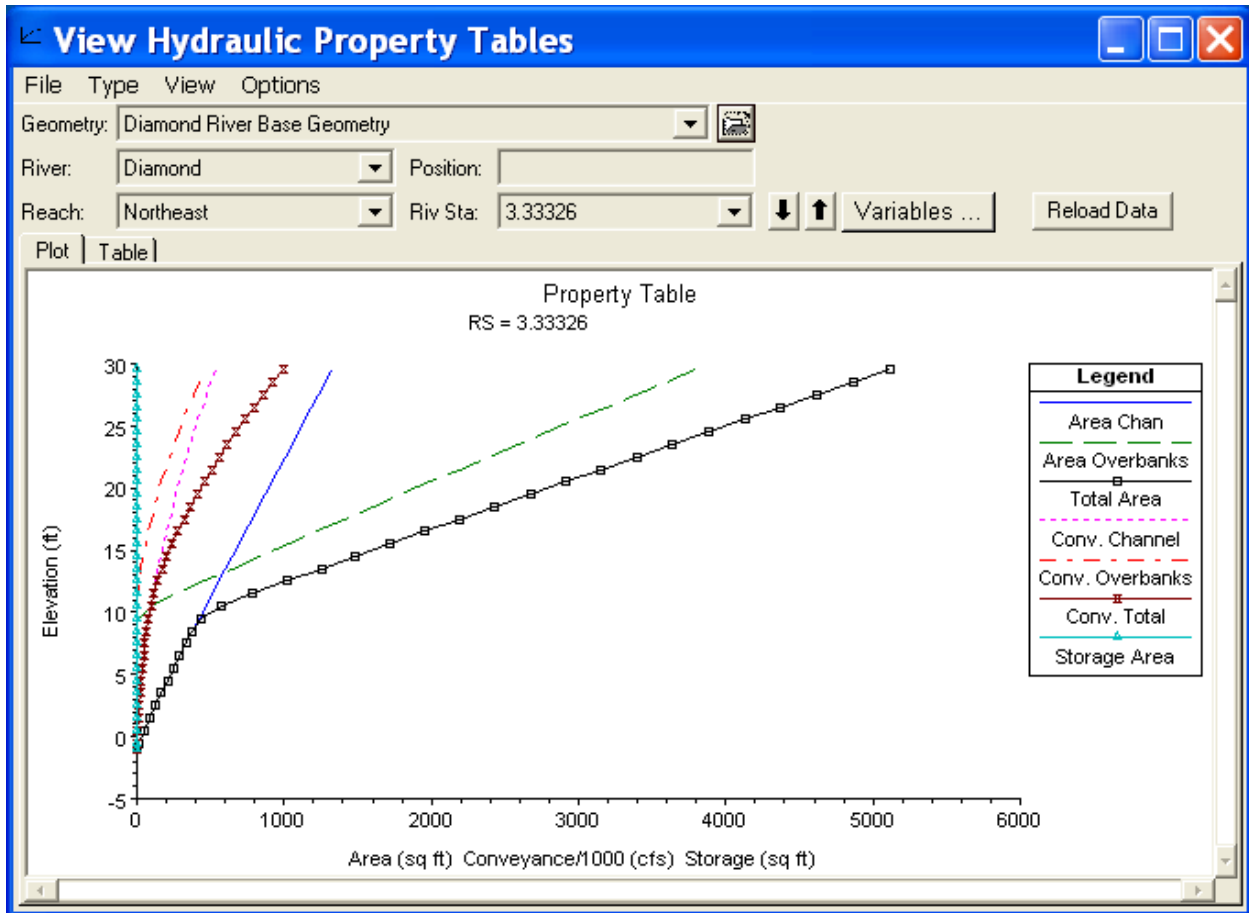 View Hydraulic Property Tables
File Type View Options
Geometry: Diamond River Base Geometry
River: Diamond Position:
Reach: Northeast Riv Sta: 3.33326 Variables ... Reload Data
Plot Table
Property Table
RS = 3.33326
30
25
20
15
10
5
0
-5
Elevation (ft)
0 1000 2000 3000 4000 5000 6000
Area (sq ft) Conveyance/1000 (cfs) Storage (sq ft)
Legend
Area Chan
Area Overbanks
Total Area
Conv. Channel
Conv. Overbanks
Conv. Total
Storage Area